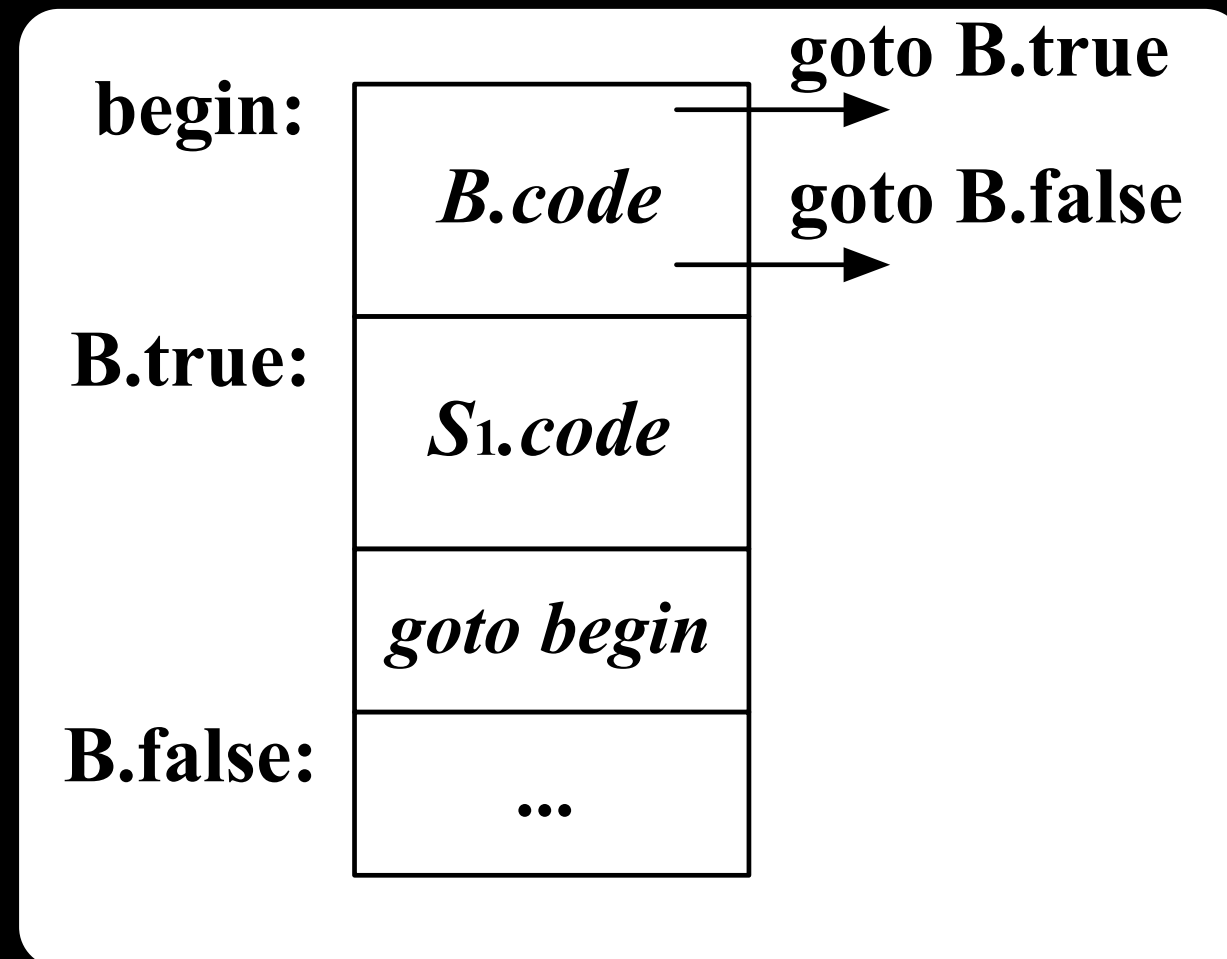 goto B.true
begin:
B.code
goto B.false
B.true:
S1.code
goto begin
B.false:
...